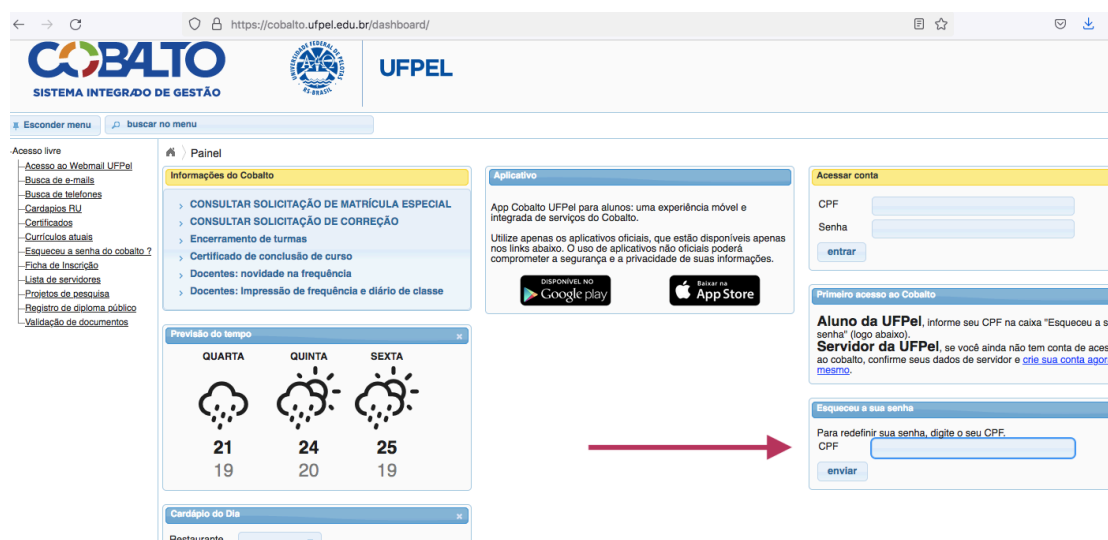 https://cobalto.ufpel.edu.br/dashboard/
COBALTO
SISTEMA INTEGRADO DE GESTÃO
UFPEL
Esconder menu
buscar no menu
Acesso livre
Acesso ao Webmail UFPel
Busca de e-mails
Busca de telefones
Cardapios RU
Certificados
Currículos atuais
Esqueceu a senha do cobalto ?
Ficha de Inscrição
Lista de servidores
Projetos de pesquisa
Registro de diploma público
Validação de documentos
Painel
Informações do Cobalto
CONSULTAR SOLICITAÇÃO DE MATRÍCULA ESPECIAL
CONSULTAR SOLICITAÇÃO DE CORREÇÃO
Encerramento de turmas
Certificado de conclusão de curso
Docentes: novidade na frequência
Docentes: Impressão de frequência e diário de classe
Previsão do tempo
QUARTA QUINTA SEXTA
21 24 25
19 20 19
Cardápio do Dia
Restaurante
Aplicativo
App Cobalto UFPel para alunos: uma experiência móvel e
integrada de serviços do Cobalto.
Utilize apenas os aplicativos oficiais, que estão disponíveis apenas
nos links abaixo. O uso de aplicativos não oficiais poderá
comprometer a segurança e a privacidade de suas informações.
DISPONÍVEL NO
Google play
Baixar na
App Store
Acessar conta
CPF
Senha
entrar
Primeiro acesso ao Cobalto
Aluno da UFPel, informe seu CPF na caixa "Esqueceu a s
senha" (logo abaixo).
Servidor da UFPel, se você ainda não tem conta de aces
ao cobalto, confirme seus dados de servidor e crie sua conta agor
mesmo.
Esqueceu a sua senha
Para redefinir sua senha, digite o seu CPF.
CPF
enviar